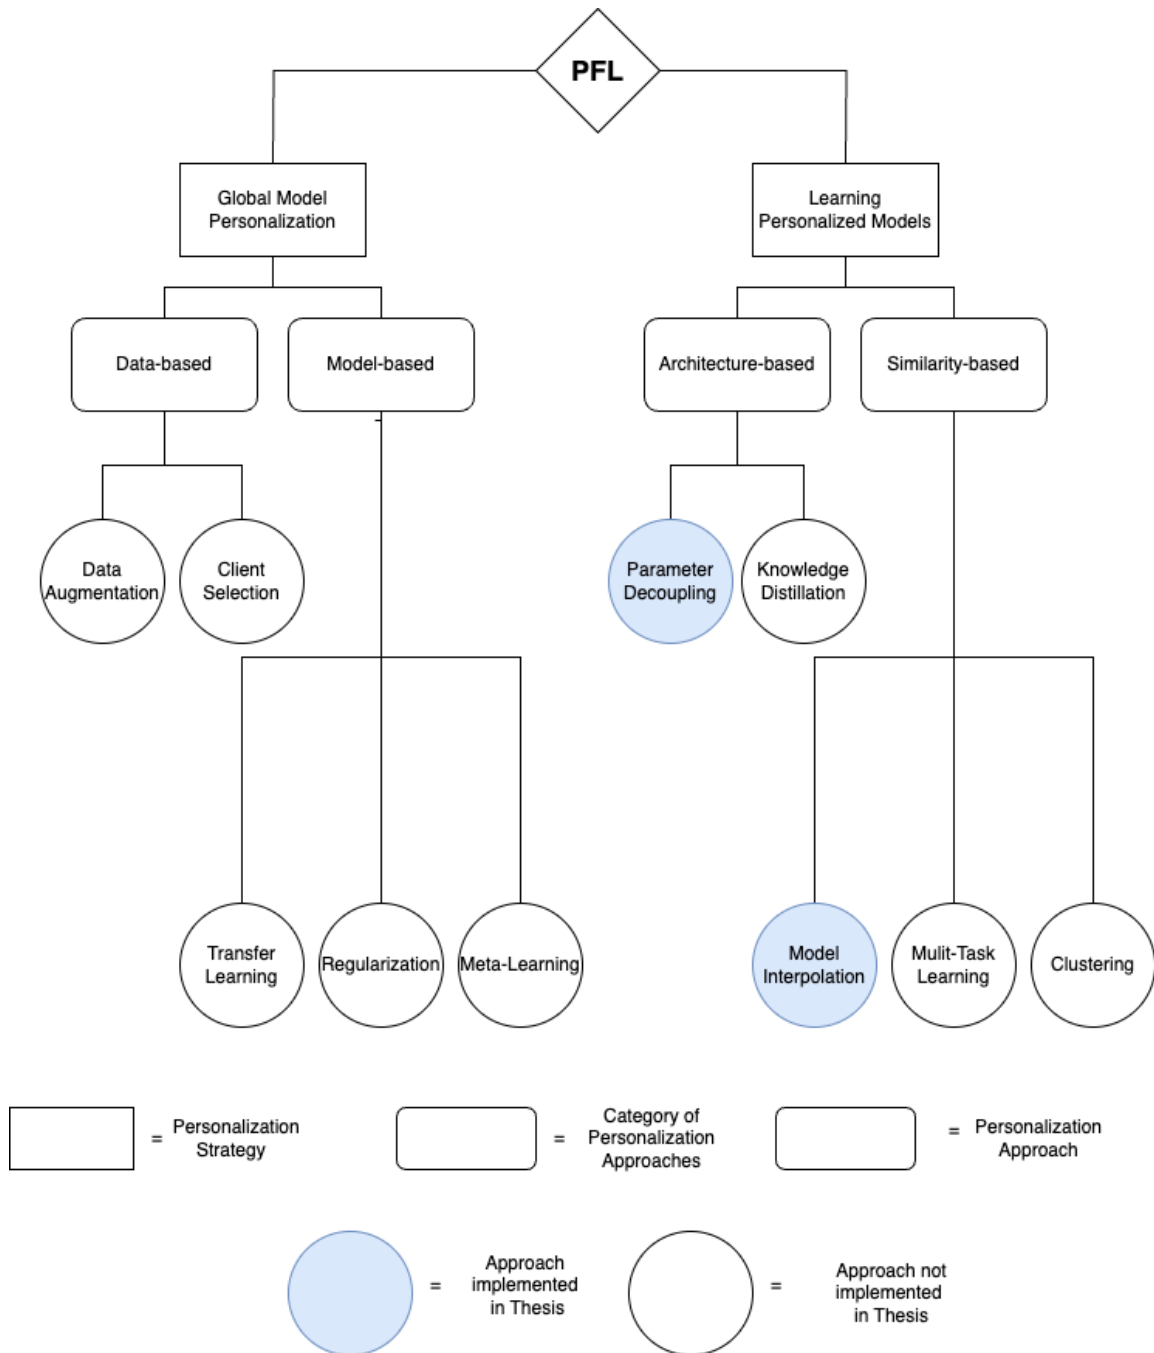 PFL
Global Model
Personalization
Learning
Personalized Models
Data-based
Model-based
Architecture-based
Similarity-based
Data
Augmentation
Client
Selection
Parameter
Decoupling
Knowledge
Distillation
Transfer
Learning
Regularization
Meta-Learning
Model
Interpolation
Mulit-Task
Learning
Clustering
= Personalization
Strategy
= Category of
Personalization
Approaches
= Personalization
Approach
= Approach
implemented
in Thesis
= Approach not
implemented
in Thesis